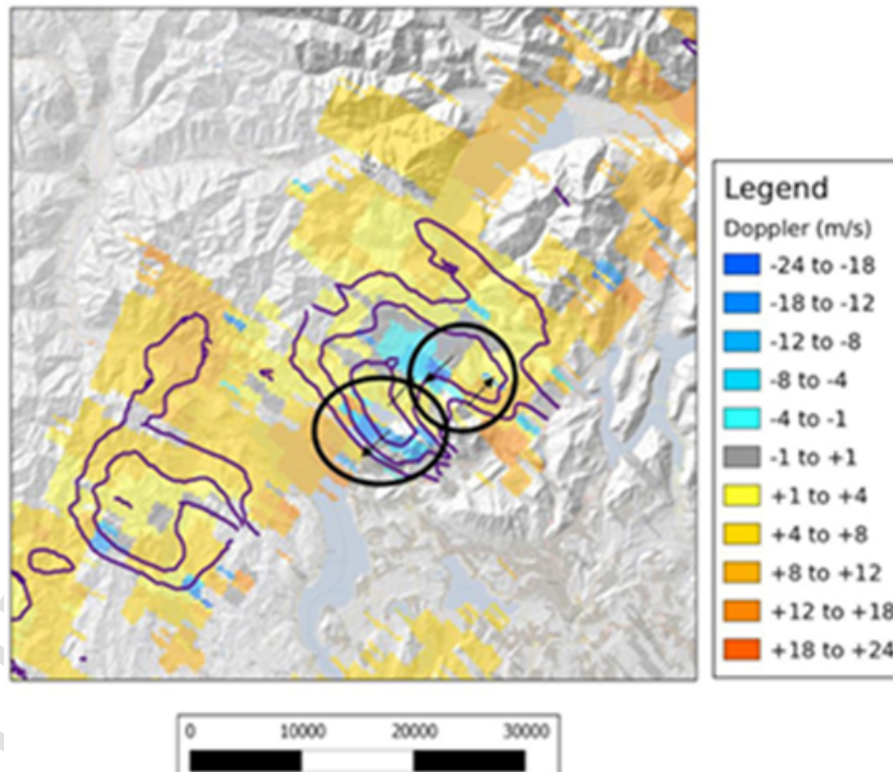 Legend
Doppler (m/s)
-24 to -18
-18 to -12
-12 to -8
-8 to -4
-4 to -1
-1 to +1
+1 to +4
+4 to +8
+8 to +12
+12 to +18
+18 to +24
0 10000 20000 30000